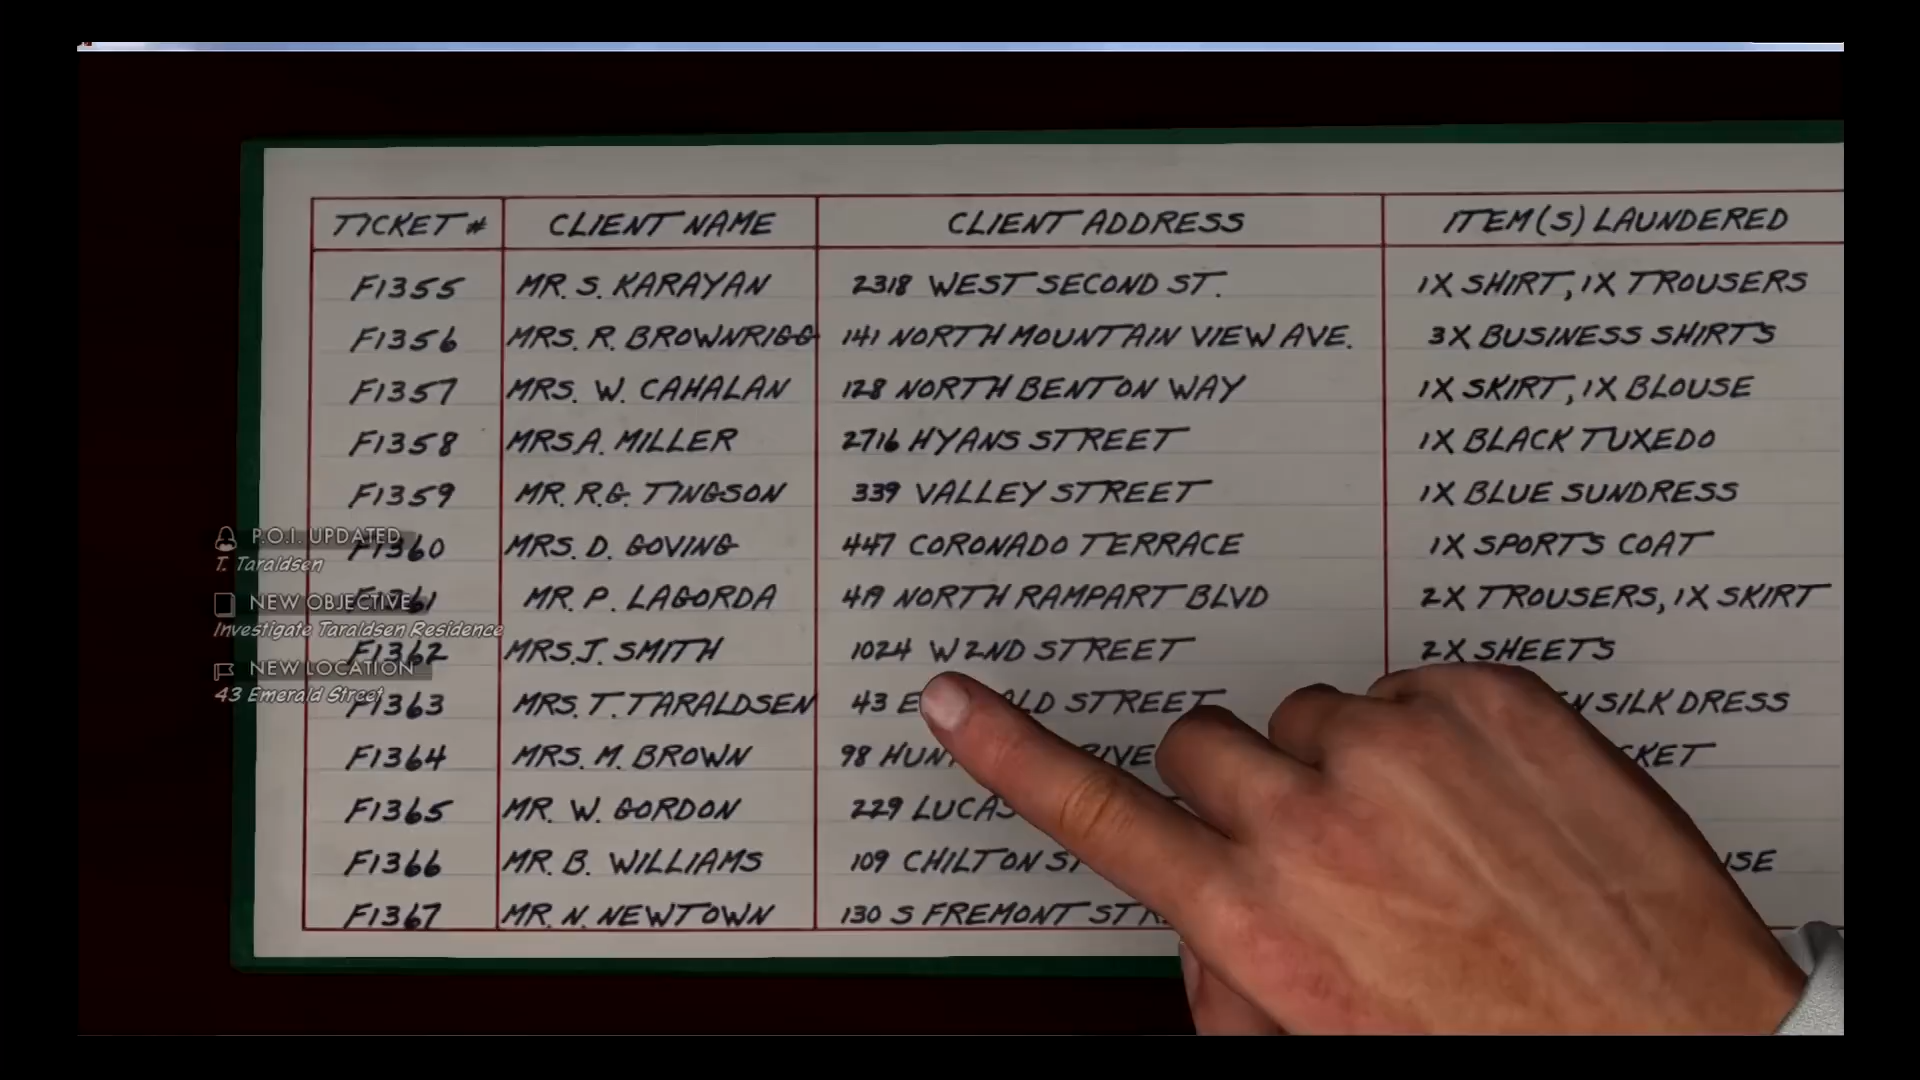 TICKET # CLIENT NAME CLIENT ADDRESS ITEM(S) LAUNDERED
F1355 MR. S. KARAYAN 2318 WEST SECOND ST. 1X SHIRT, 1X TROUSERS
F1356 MRS. R. BROWNRIGG 141 NORTH MOUNTAIN VIEW AVE. 3X BUSINESS SHIRTS
F1357 MRS. W. CAHALAN 128 NORTH BENTON WAY 1X SKIRT, 1X BLOUSE
F1358 MRS A. MILLER 2716 HYANS STREET 1X BLACK TUXEDO
F1359 MR. R.G. TINGSON 339 VALLEY STREET 1X BLUE SUNDRESS
P.O.I. UPDATED
F1360 MRS. D. GOVING 447 CORONADO TERRACE 1X SPORTS COAT
T. Taraldsen
NEW OBJECTIVE
F1361 MR. P. LAGORDA 419 NORTH RAMPART BLVD 2X TROUSERS, 1X SKIRT
Investigate Taraldsen Residence
F1362 MRS. J. SMITH 1024 W 2ND STREET 2X SHEETS
NEW LOCATION
43 Emerald Street
F1363 MRS. T. TARALDSEN 43 STREET SILK DRESS
F1364 MRS. M. BROWN 98
F1365 MR. W. GORDON 229 LUCAS
F1366 MR. B. WILLIAMS 109 CHILTON
F1367 MR. N. NEWTOWN 130 S FREMONT